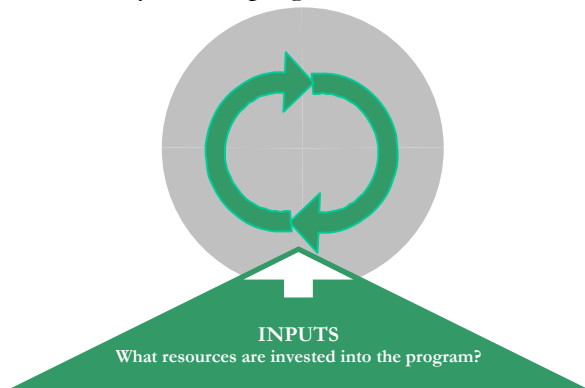 INPUTS
What resources are invested into the program?